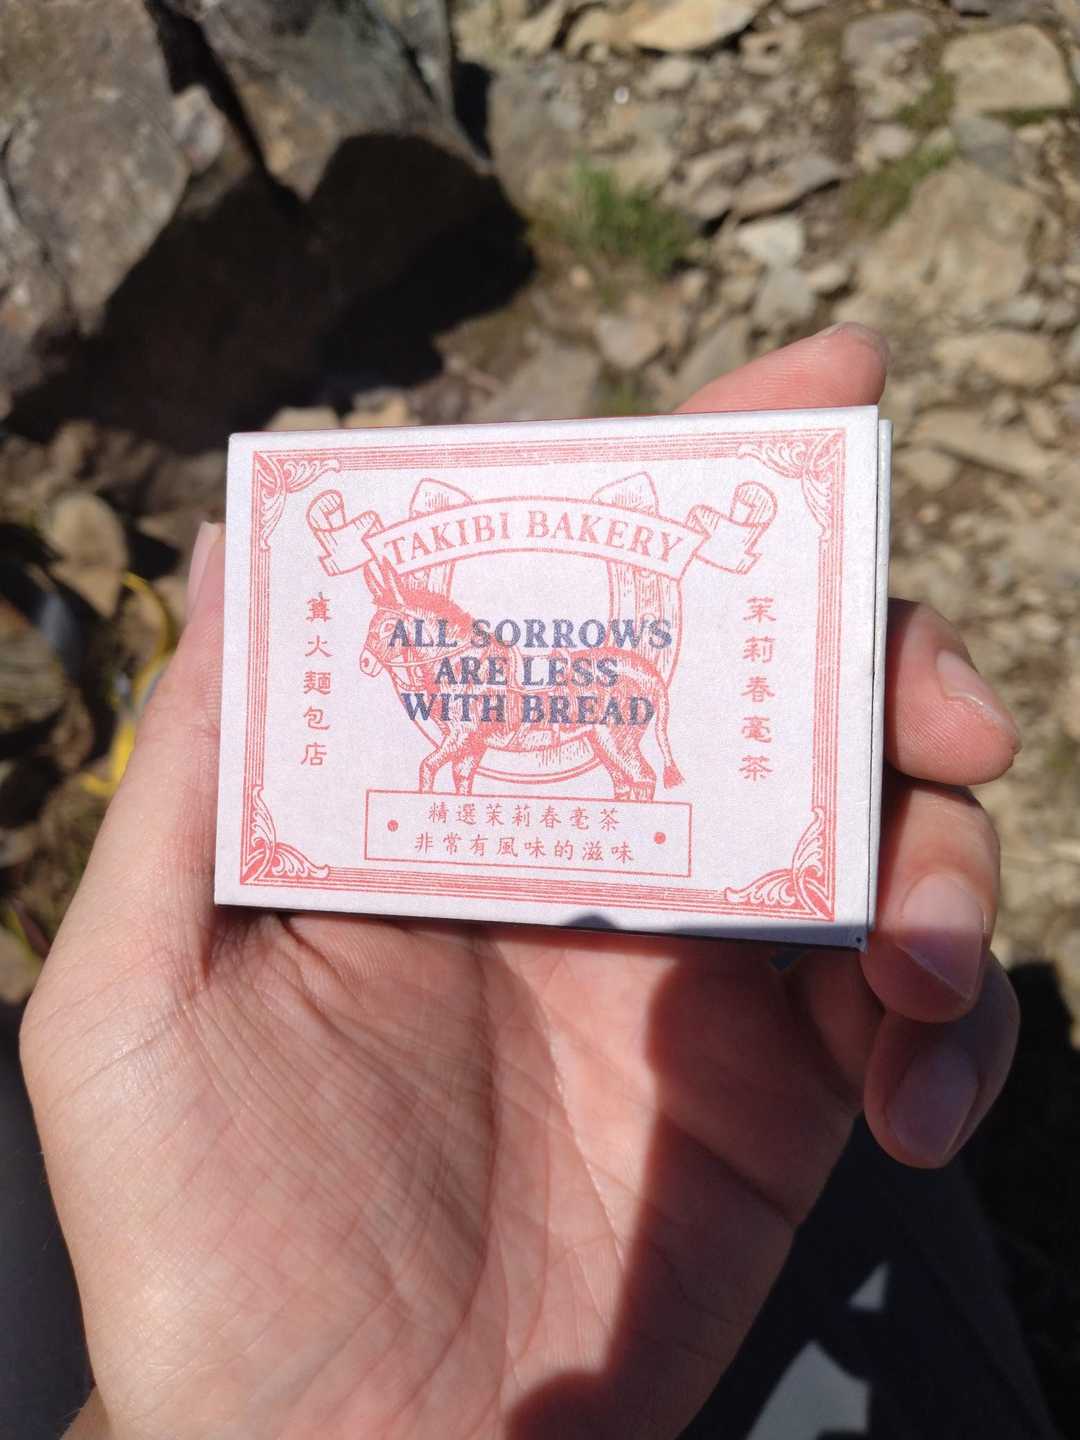 TAKIBI BAKERY
ALL SORROWS
ARE LESS
WITH BREAD
篝火麵包店
茉莉春毫茶
精選茉莉春毫茶
非常有風味的滋味